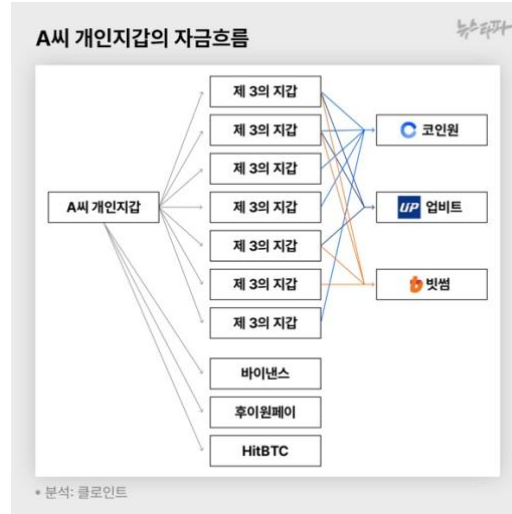 A씨 개인지갑의 자금흐름
뉴스타파
제 3의 지갑
제 3의 지갑
코인원
제 3의 지갑
A씨 개인지갑
제 3의 지갑
UP 업비트
제 3의 지갑
제 3의 지갑
빗썸
제 3의 지갑
바이낸스
후이원페이
HitBTC
• 분석: 클로인트